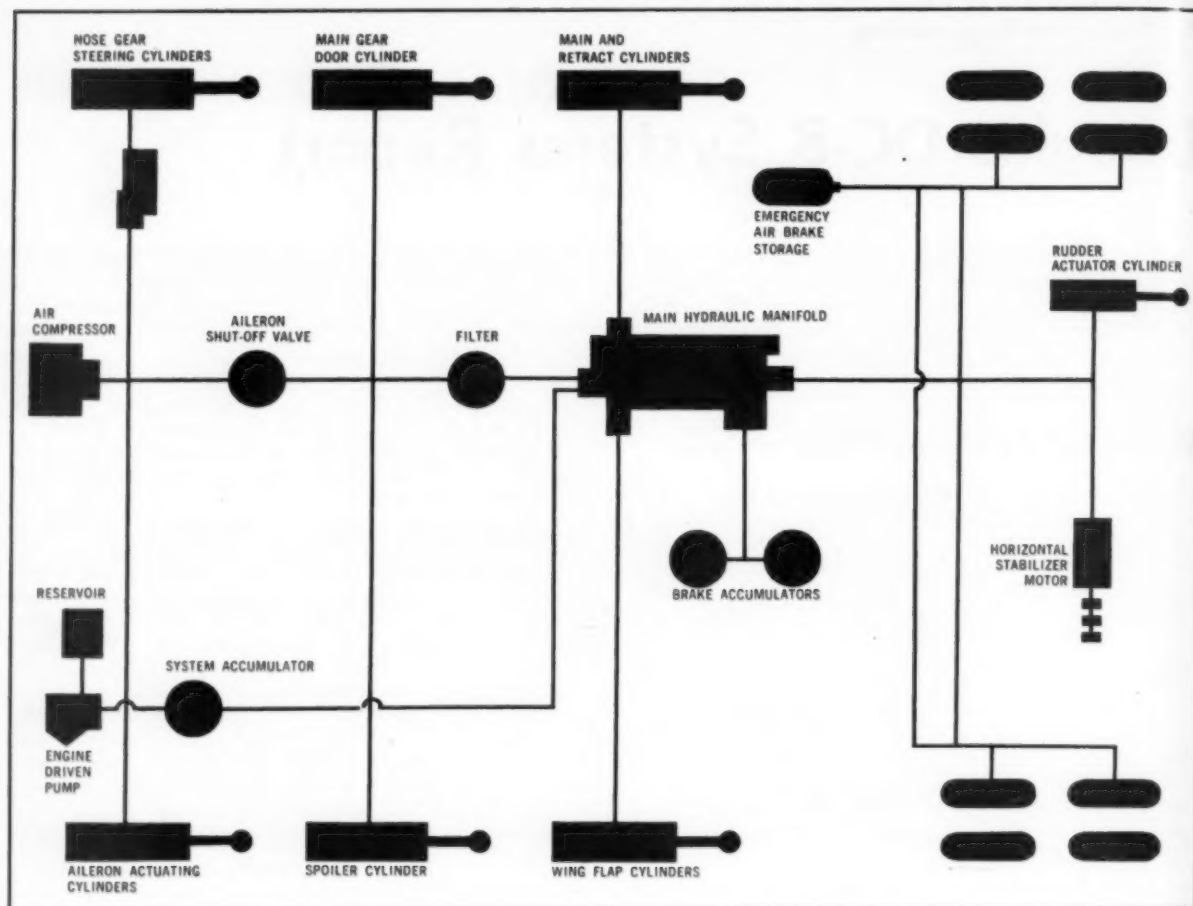 NOSE GEAR
STEERING CYLINDERS
MAIN GEAR
DOOR CYLINDER
MAIN AND
RETRACT CYLINDERS
EMERGENCY
AIR BRAKE
STORAGE
RUDDER
ACTUATOR CYLINDER
AIR
COMPRESSOR
AILERON
SHUT-OFF VALVE
FILTER
MAIN HYDRAULIC MANIFOLD
HORIZONTAL
STABILIZER
MOTOR
BRAKE ACCUMULATORS
RESERVOIR
SYSTEM ACCUMULATOR
ENGINE
DRIVEN
PUMP
AILERON ACTUATING
CYLINDERS
SPOILER CYLINDER
WING FLAP CYLINDERS